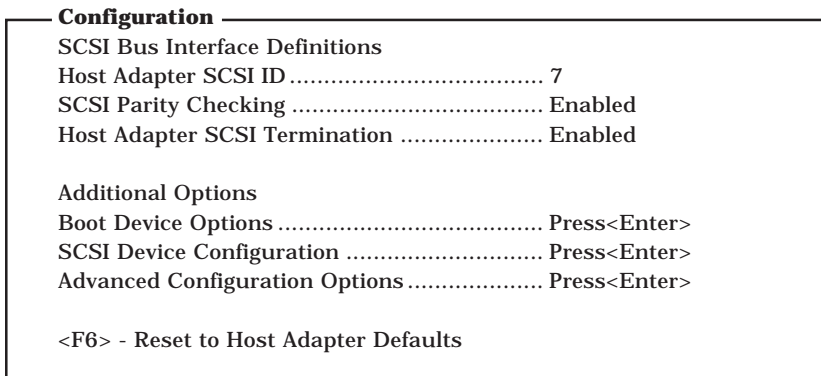 Configuration
SCSI Bus Interface Definitions
Host Adapter SCSI ID ...................................... 7
SCSI Parity Checking ..................................... Enabled
Host Adapter SCSI Termination ..................... Enabled
Additional Options
Boot Device Options ....................................... Press<Enter>
SCSI Device Configuration ............................. Press<Enter>
Advanced Configuration Options .................... Press<Enter>
<F6> - Reset to Host Adapter Defaults